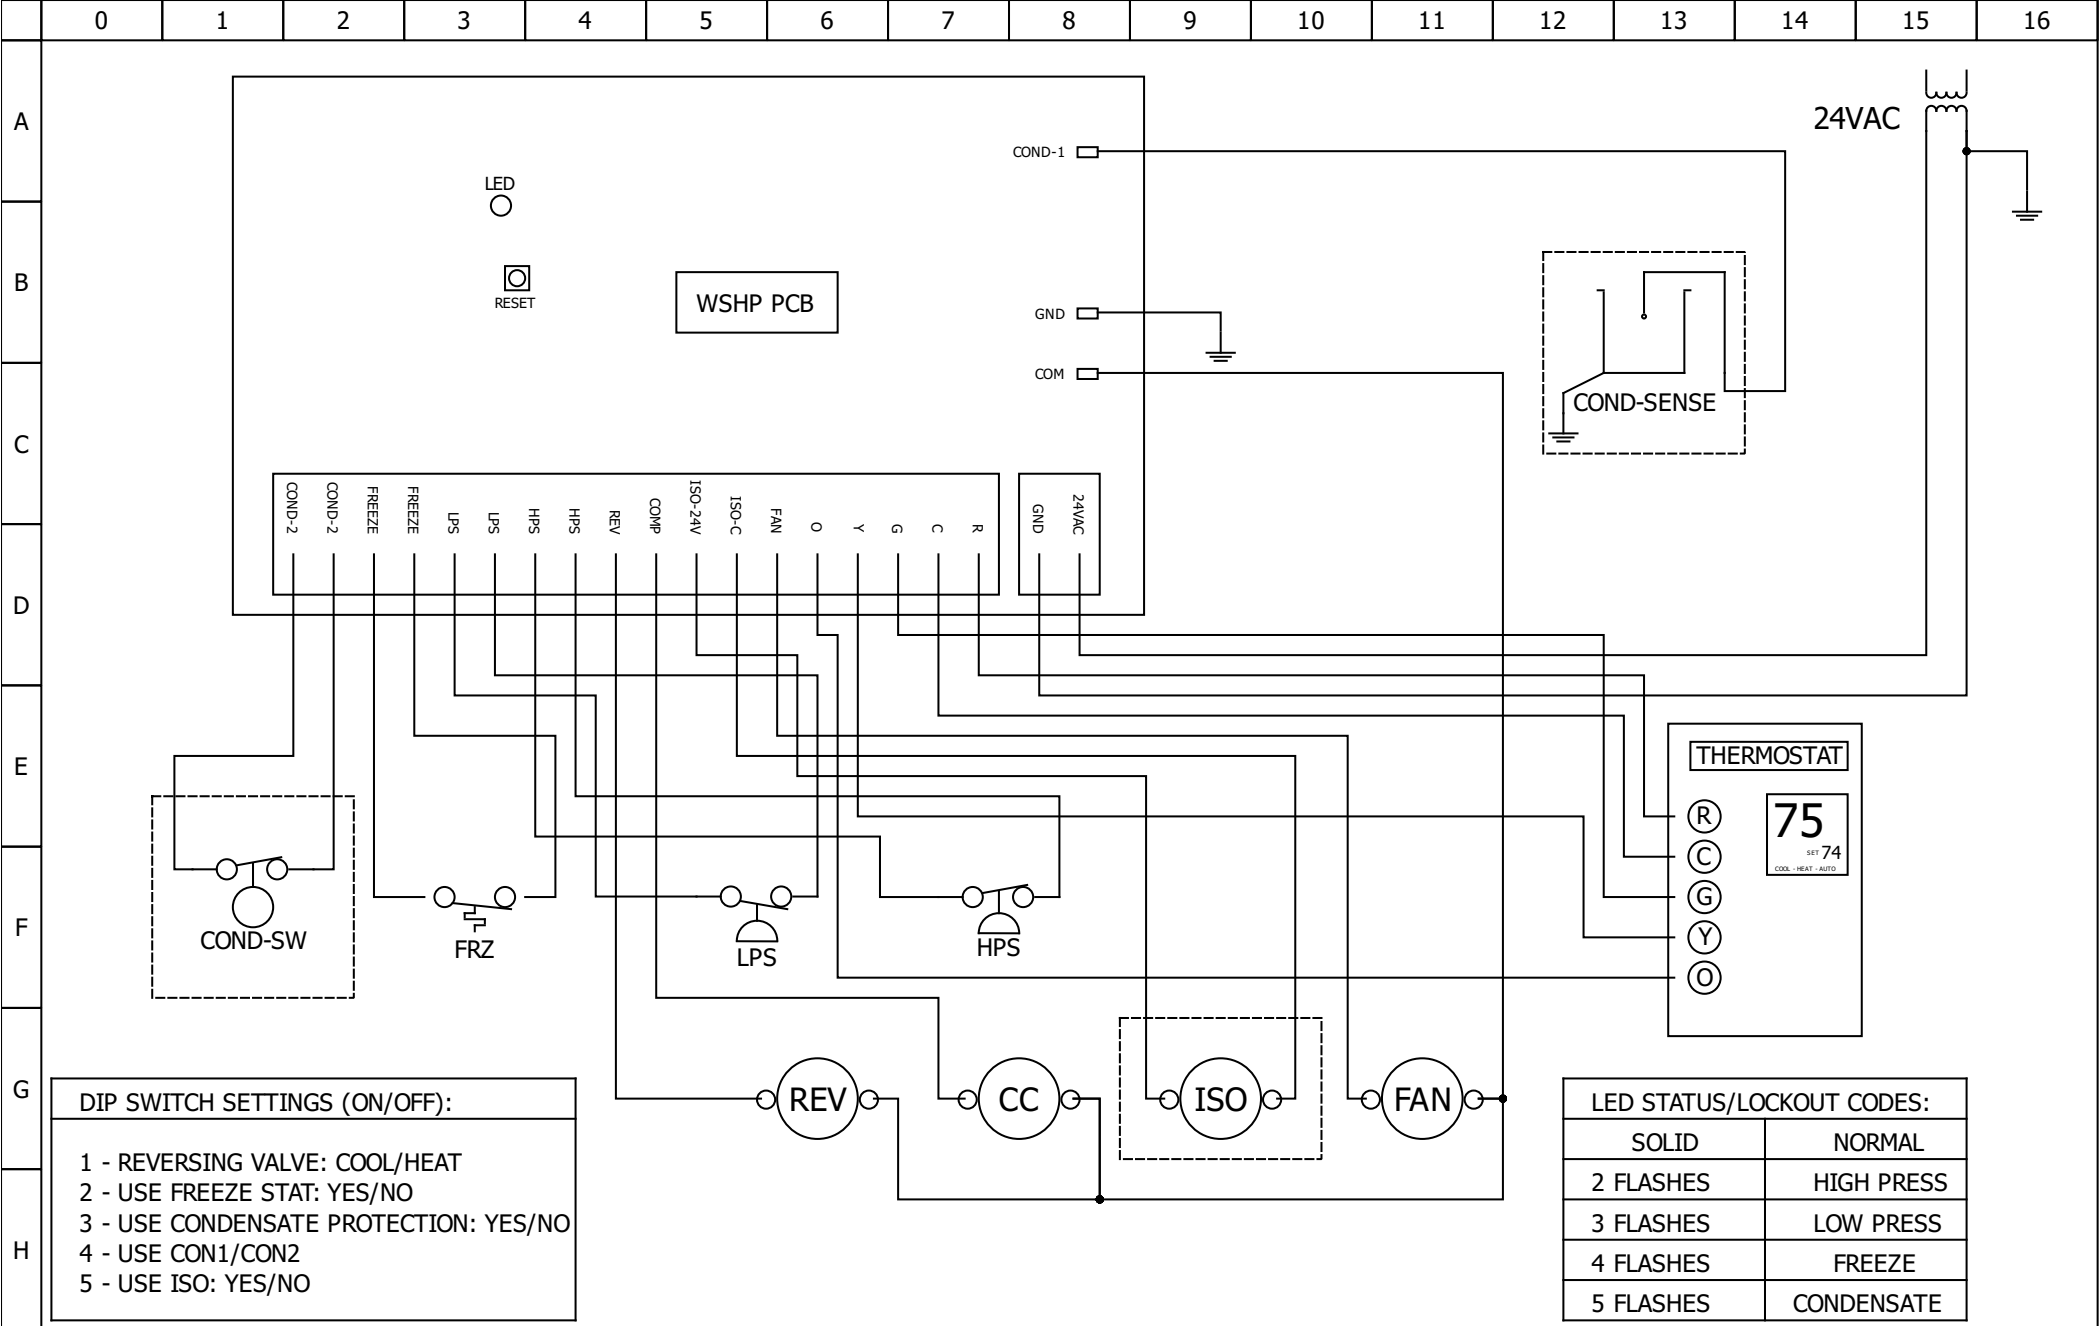 0 1 2 3 4 5 6 7 8 9 10 11 12 13 14 15 16
A
24VAC
COND-1
LED
B
RESET
WSHP PCB
GND
COM
COND-SENSE
C
COND-2 COND-2 FREEZE FREEZE LPS LPS HPS HPS REV COMP ISO-24V ISO-C FAN O Y G C R
GND 24VAC
D
E
THERMOSTAT
R
C
G
Y
O
75
SET 74
COOL - HEAT - AUTO
F
COND-SW
FRZ
LPS
HPS
G
REV
CC
ISO
FAN
DIP SWITCH SETTINGS (ON/OFF):
1 - REVERSING VALVE: COOL/HEAT
2 - USE FREEZE STAT: YES/NO
3 - USE CONDENSATE PROTECTION: YES/NO
4 - USE CON1/CON2
5 - USE ISO: YES/NO
H
LED STATUS/LOCKOUT CODES:
SOLID NORMAL
2 FLASHES HIGH PRESS
3 FLASHES LOW PRESS
4 FLASHES FREEZE
5 FLASHES CONDENSATE